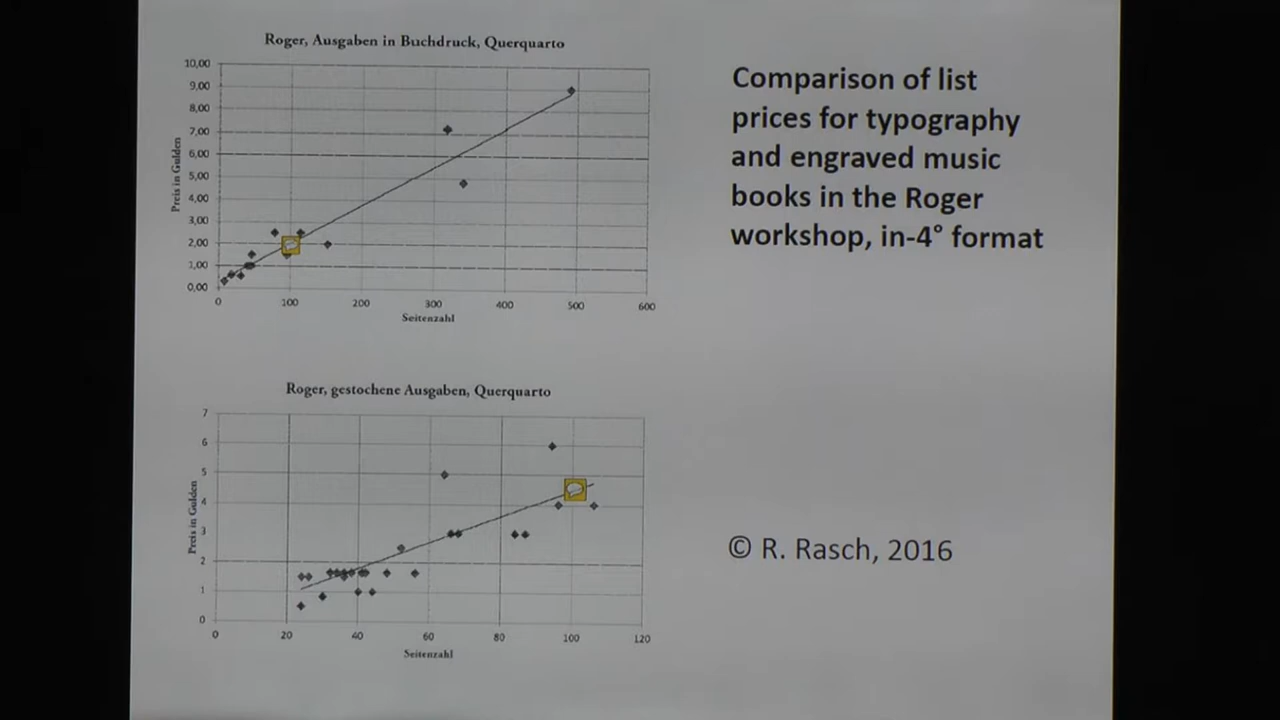 Roger, Ausgaben in Buchdruck, Querquarto
Preis in Gulden
10,00
9,00
8,00
7,00
6,00
5,00
4,00
3,00
2,00
1,00
0,00
0 100 200 300 400 500 600
Seitenzahl
Comparison of list
prices for typography
and engraved music
books in the Roger
workshop, in-4° format
Roger, gestochene Ausgaben, Querquarto
Preis in Gulden
7
6
5
4
3
2
1
0
0 20 40 60 80 100 120
Seitenzahl
© R. Rasch, 2016